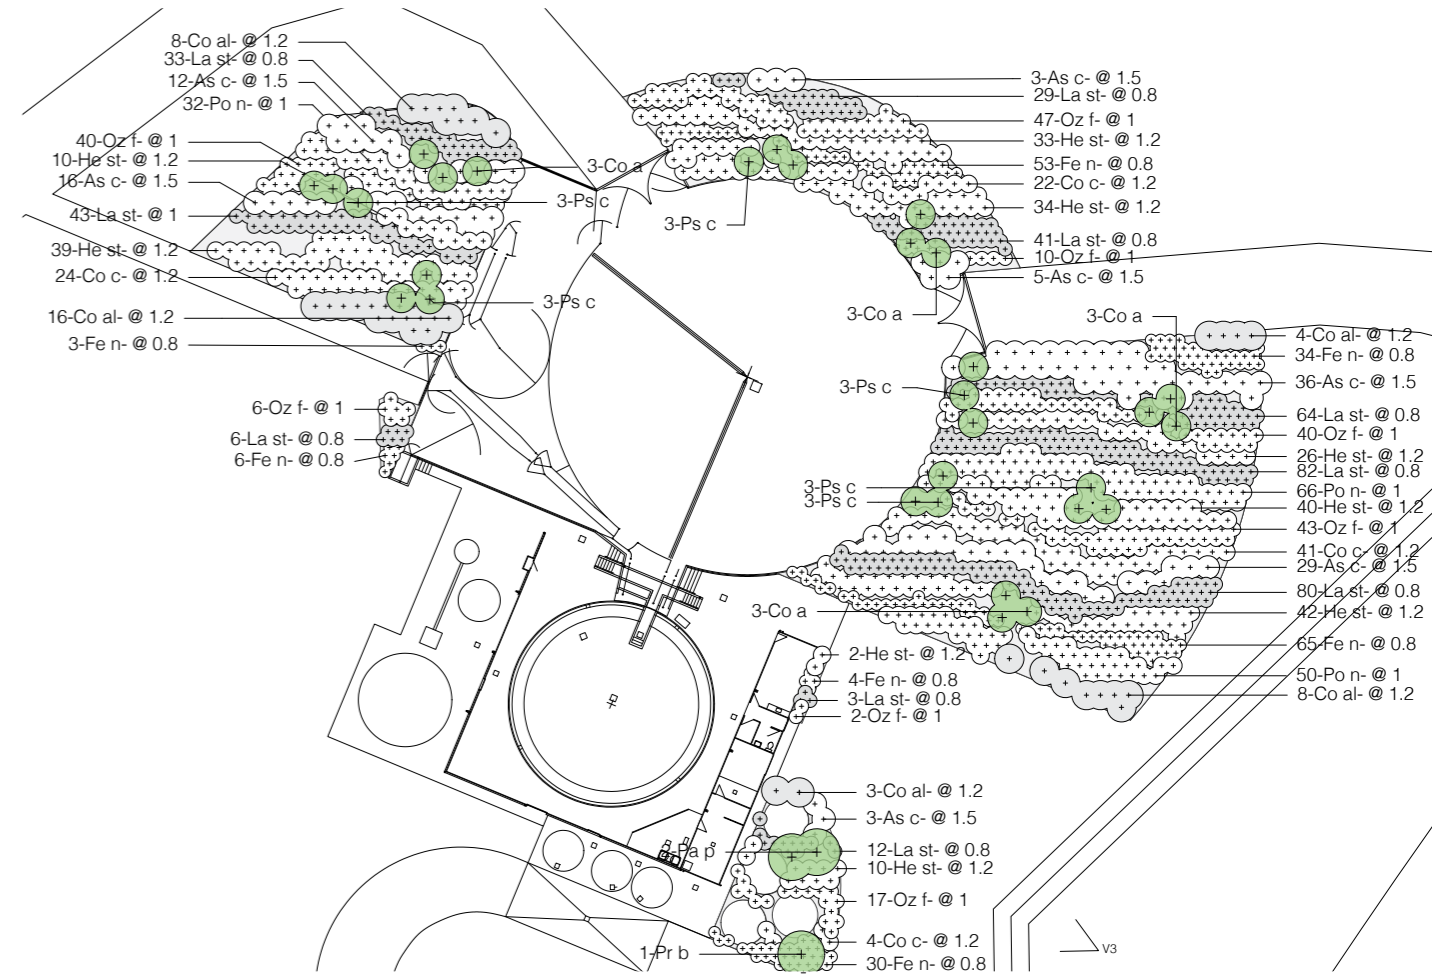 8-Co al- @ 1.2
33-La st- @ 0.8
12-As c- @ 1.5
32-Po n- @ 1
40-Oz f- @ 1
10-He st- @ 1.2
16-As c- @ 1.5
43-La st- @ 1
39-He st- @ 1.2
24-Co c- @ 1.2
16-Co al- @ 1.2
3-Fe n- @ 0.8
6-Oz f- @ 1
6-La st- @ 0.8
6-Fe n- @ 0.8
3-Co a
3-Ps c
3-Ps c
3-Ps c
3-As c- @ 1.5
29-La st- @ 0.8
47-Oz f- @ 1
33-He st- @ 1.2
53-Fe n- @ 0.8
22-Co c- @ 1.2
34-He st- @ 1.2
41-La st- @ 0.8
10-Oz f- @ 1
5-As c- @ 1.5
3-Co a
3-Co a
3-Ps c
3-Ps c
3-Ps c
3-Co a
4-Co al- @ 1.2
34-Fe n- @ 0.8
36-As c- @ 1.5
64-La st- @ 0.8
40-Oz f- @ 1
26-He st- @ 1.2
82-La st- @ 0.8
66-Po n- @ 1
40-He st- @ 1.2
43-Oz f- @ 1
41-Co c- @ 1.2
29-As c- @ 1.5
80-La st- @ 0.8
42-He st- @ 1.2
65-Fe n- @ 0.8
50-Po n- @ 1
8-Co al- @ 1.2
2-He st- @ 1.2
4-Fe n- @ 0.8
3-La st- @ 0.8
2-Oz f- @ 1
3-Co al- @ 1.2
3-As c- @ 1.5
-Pa p
12-La st- @ 0.8
10-He st- @ 1.2
17-Oz f- @ 1
4-Co c- @ 1.2
1-Pr b
30-Fe n- @ 0.8
V3